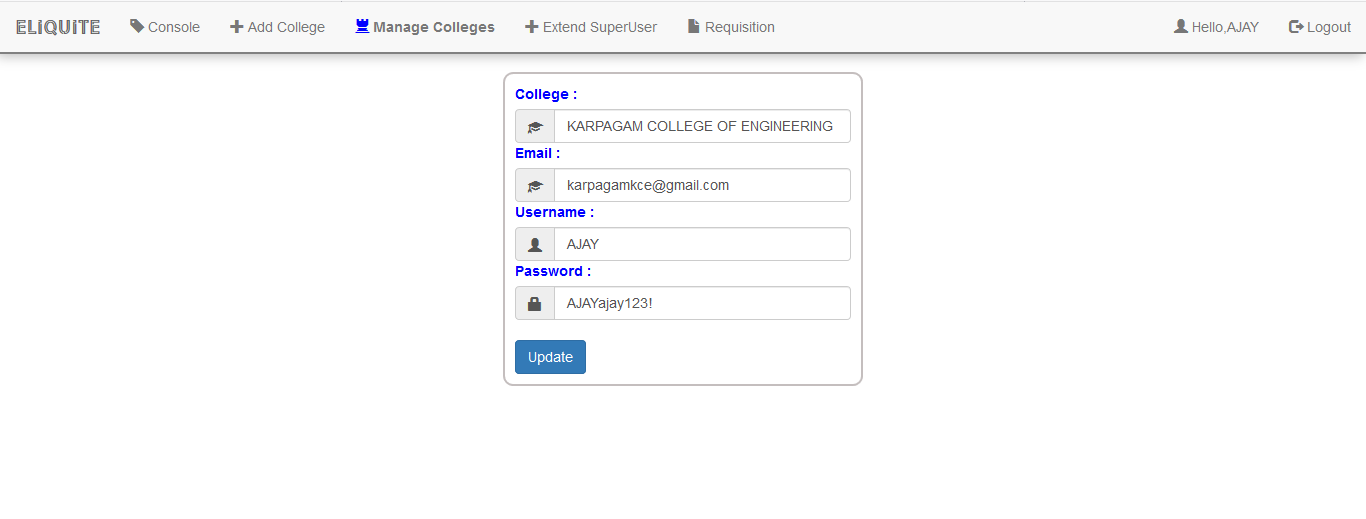 ELiQUiTE Console Add College Manage Colleges Extend SuperUser Requisition Hello,AJAY Logout
College :
KARPAGAM COLLEGE OF ENGINEERING
Email :
karpagamkce@gmail.com
Username :
AJAY
Password :
AJAYajay123!
Update